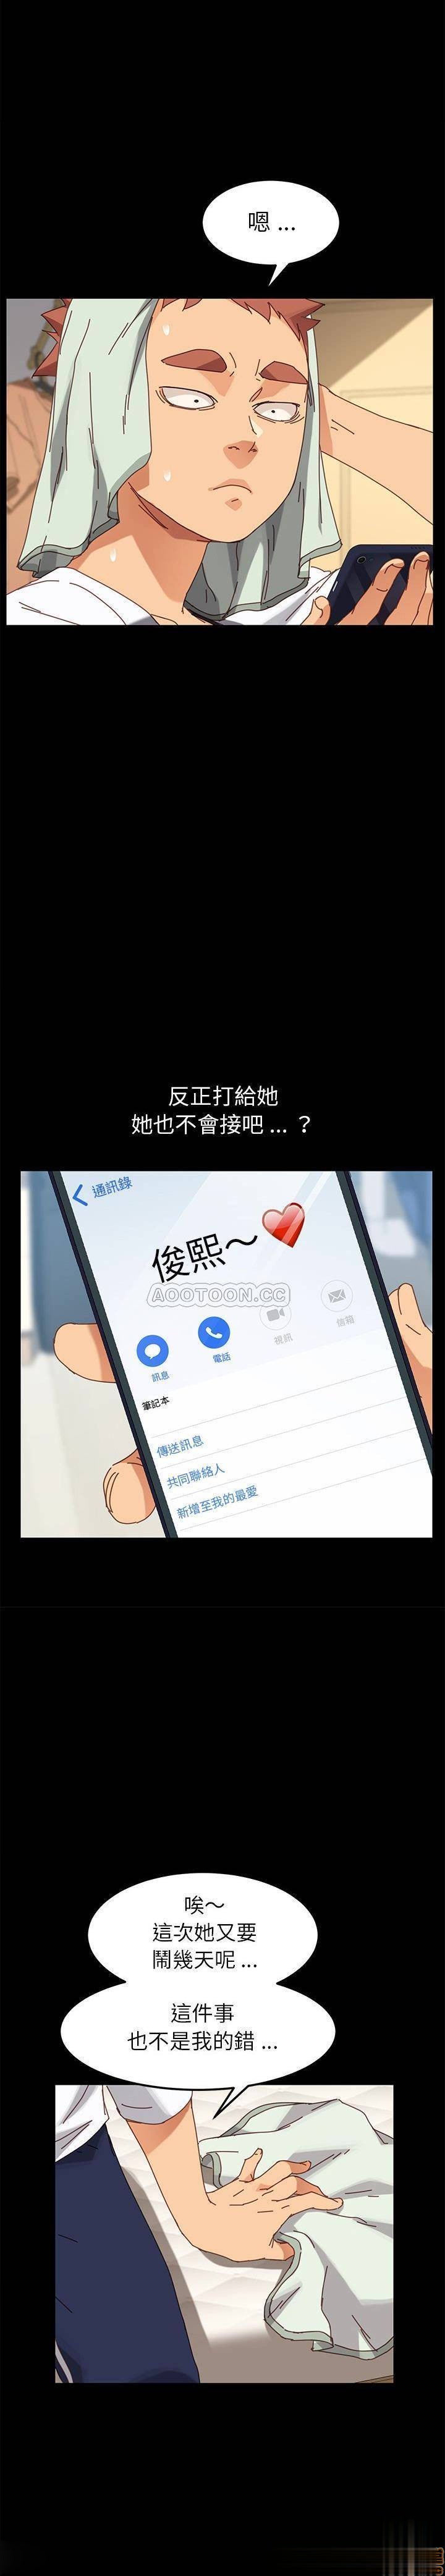 嗯 ...
反正打給她
她也不會接吧 ... ？
通訊錄
俊熙～
AOOTOON.CC
訊息
電話
視訊
信箱
筆記本
傳送訊息
共同聯絡人
新增至我的最愛
唉～
這次她又要
鬧幾天呢 ...
這件事
也不是我的錯 ...